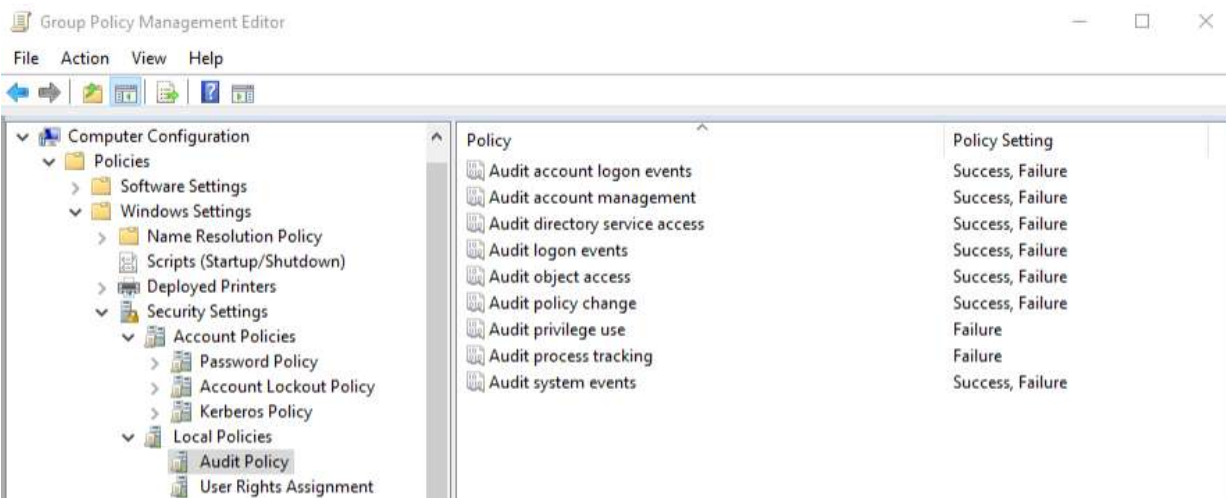 Group Policy Management Editor
File Action View Help
Computer Configuration
Policies
Software Settings
Windows Settings
Name Resolution Policy
Scripts (Startup/Shutdown)
Deployed Printers
Security Settings
Account Policies
Password Policy
Account Lockout Policy
Kerberos Policy
Local Policies
Audit Policy
User Rights Assignment
Policy Policy Setting
Audit account logon events Success, Failure
Audit account management Success, Failure
Audit directory service access Success, Failure
Audit logon events Success, Failure
Audit object access Success, Failure
Audit policy change Success, Failure
Audit privilege use Failure
Audit process tracking Failure
Audit system events Success, Failure